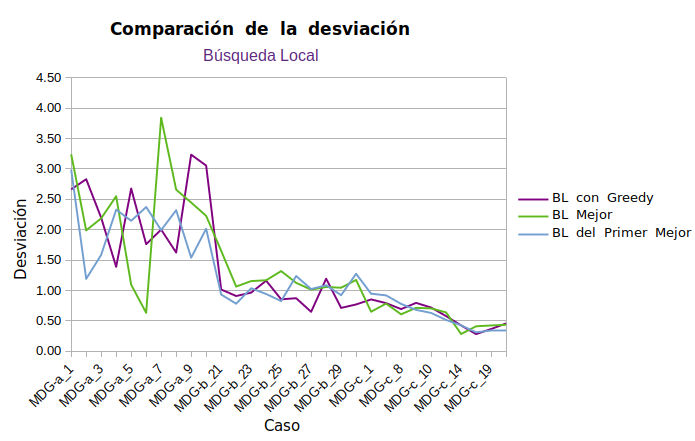 Comparación de la desviación
Búsqueda Local
4.50
4.00
3.50
3.00
2.50
2.00
1.50
1.00
0.50
0.00
Desviación
MDG-a_1
MDG-a_3
MDG-a_5
MDG-a_7
MDG-a_9
MDG-b_21
MDG-b_23
MDG-b_25
MDG-b_27
MDG-b_29
MDG-c_1
MDG-c_8
MDG-c_10
MDG-c_14
MDG-c_19
Caso
BL con Greedy
BL Mejor
BL del Primer Mejor